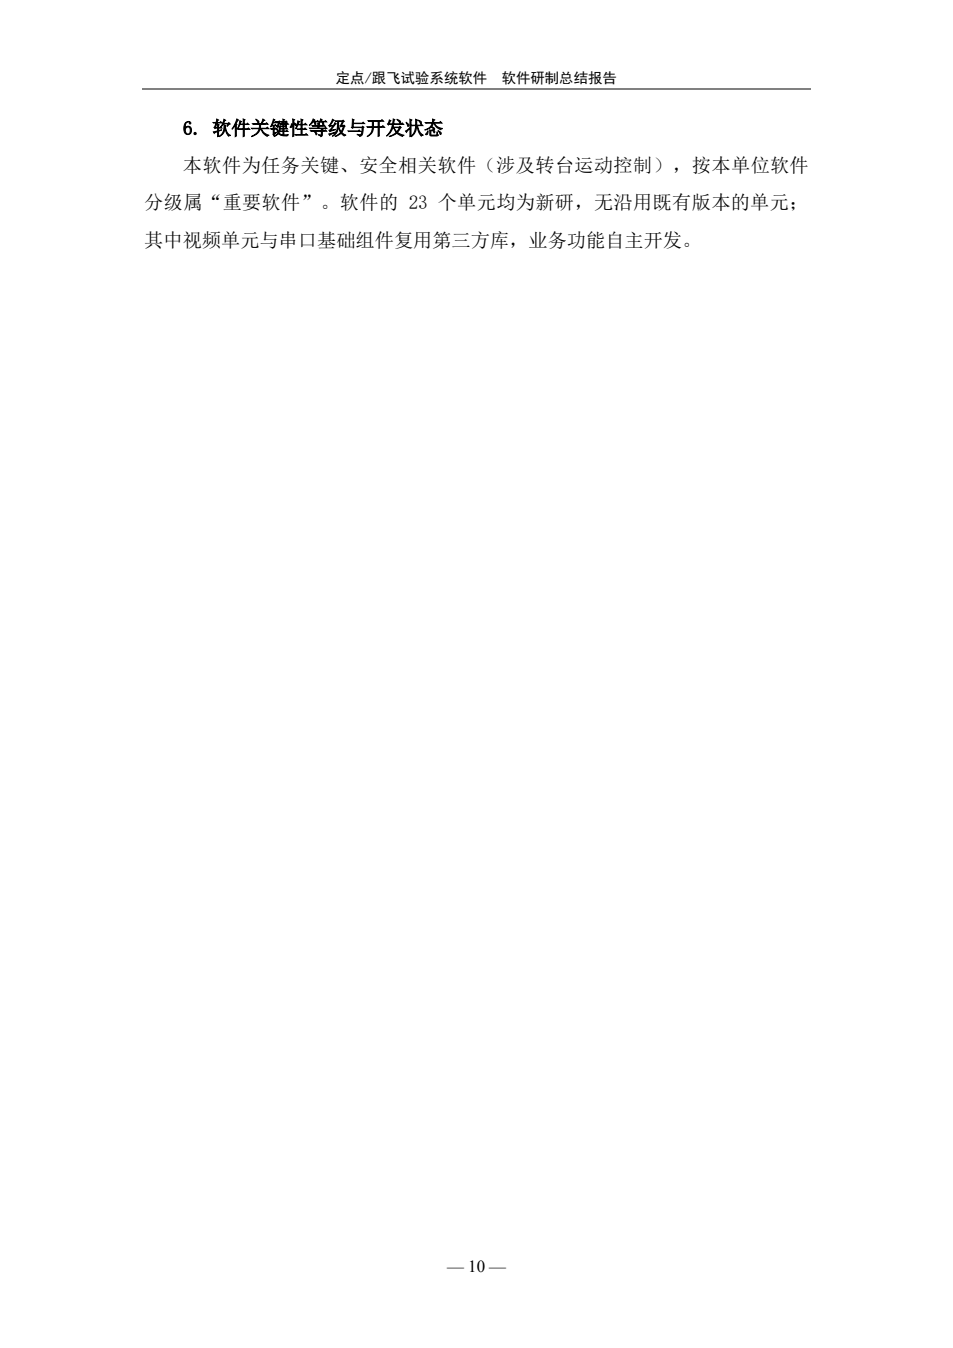 定点/跟飞试验系统软件　软件研制总结报告
6. 软件关键性等级与开发状态
本软件为任务关键、安全相关软件（涉及转台运动控制），按本单位软件
分级属“重要软件”。软件的 23 个单元均为新研，无沿用既有版本的单元；
其中视频单元与串口基础组件复用第三方库，业务功能自主开发。
— 10 —